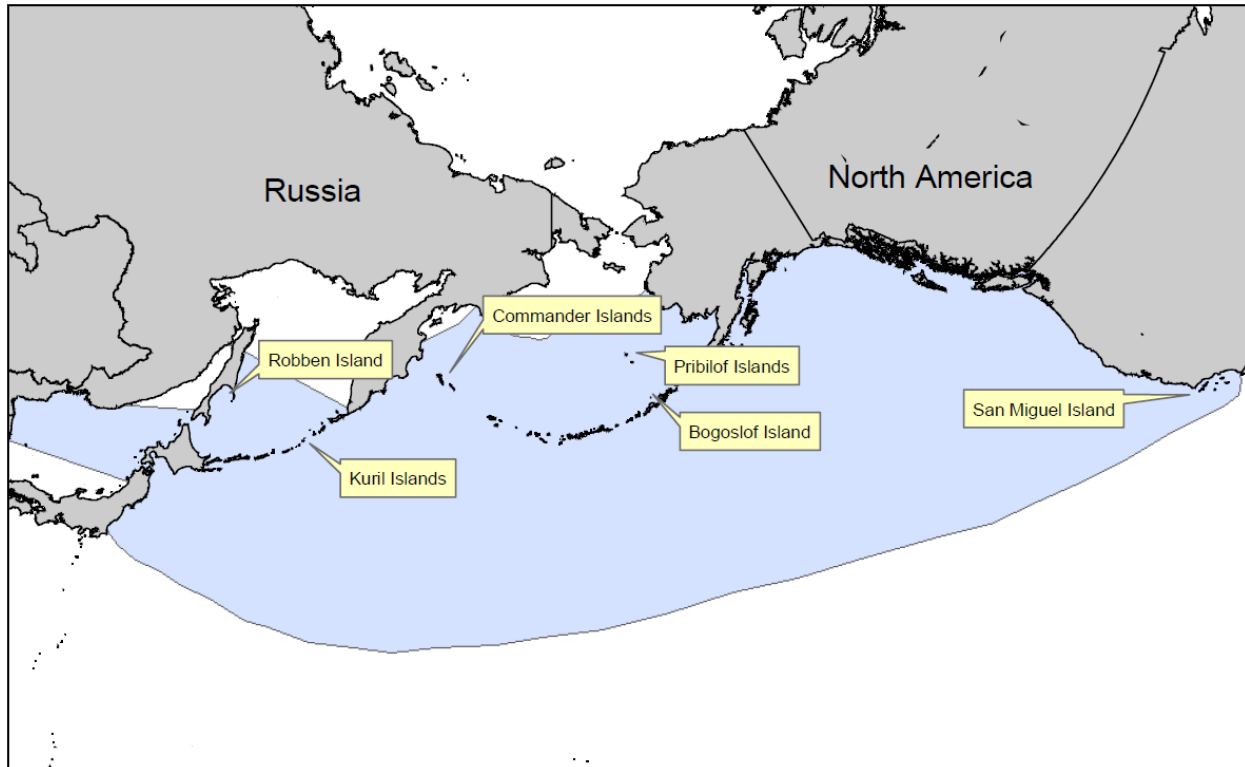 Russia
North America
Commander Islands
Robben Island
Pribilof Islands
San Miguel Island
Bogoslof Island
Kuril Islands